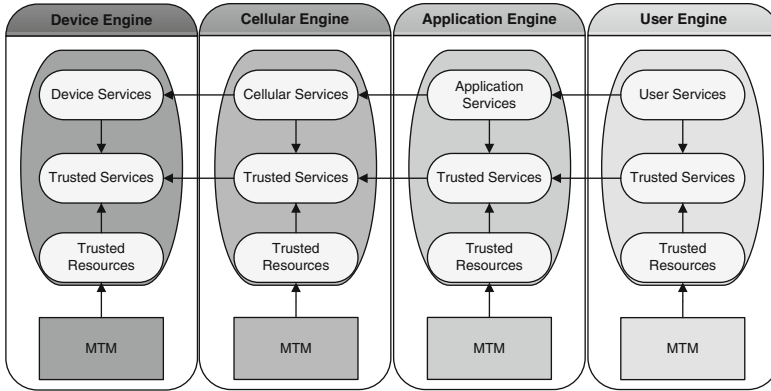 Device Engine
Cellular Engine
Application Engine
User Engine
Device Services
Cellular Services
Application
Services
User Services
Trusted Services
Trusted Services
Trusted Services
Trusted Services
Trusted
Resources
Trusted
Resources
Trusted
Resources
Trusted
Resources
MTM
MTM
MTM
MTM